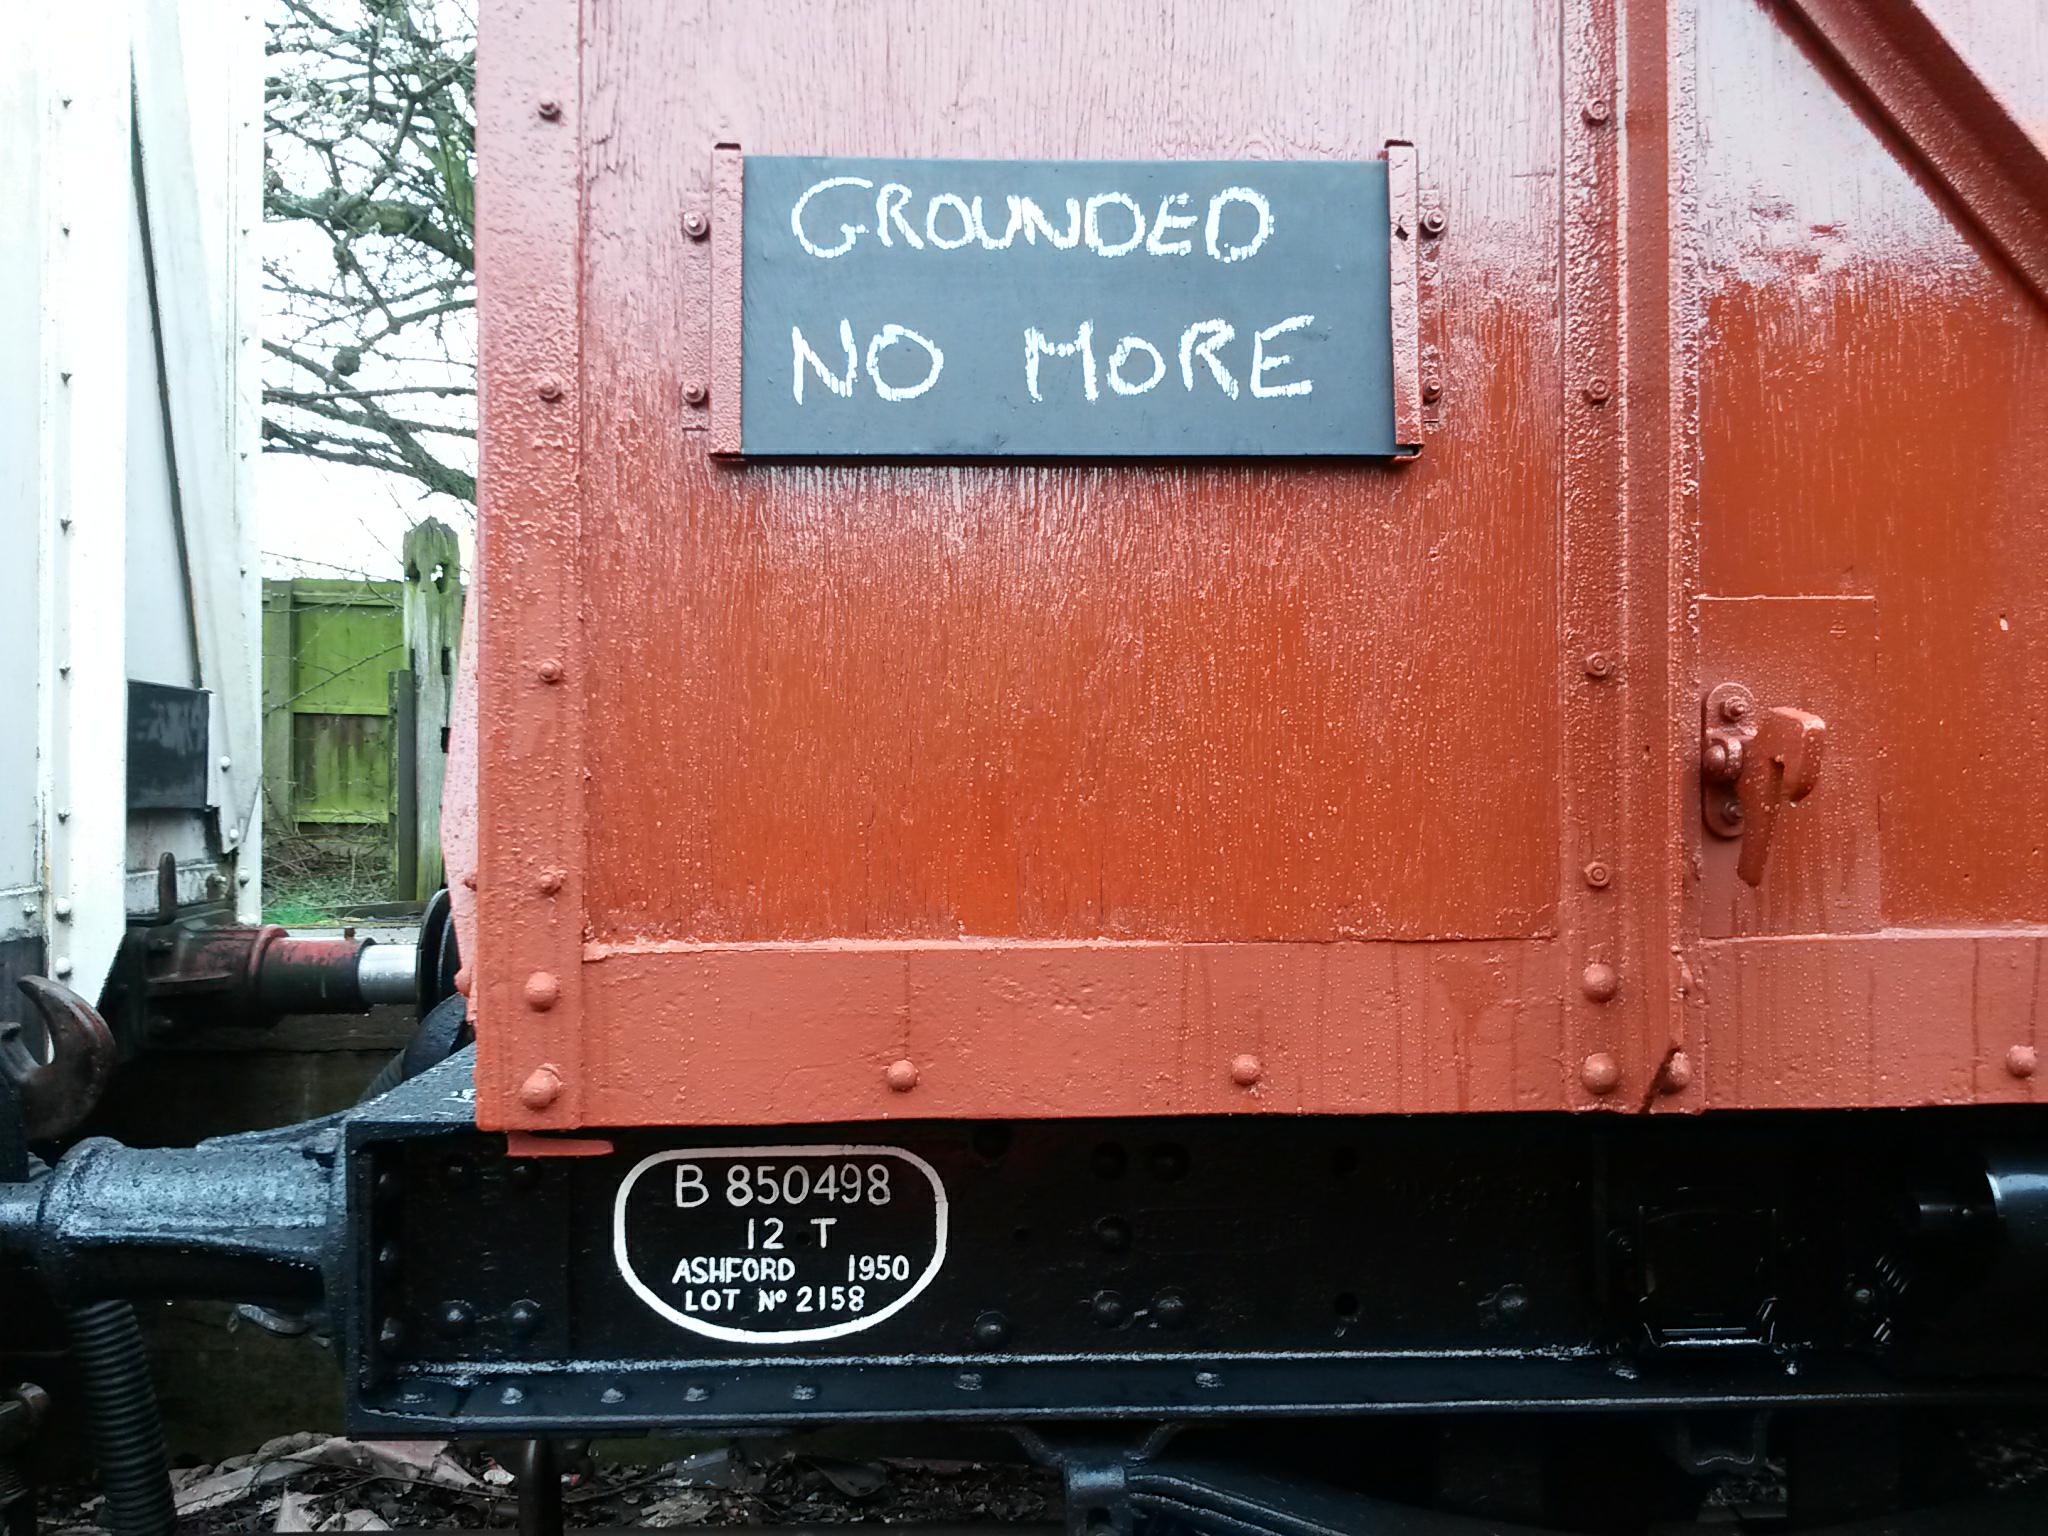 GROUNDED
NO MORE
B 850498
12 T
ASHFORD 1950
LOT Nº 2158